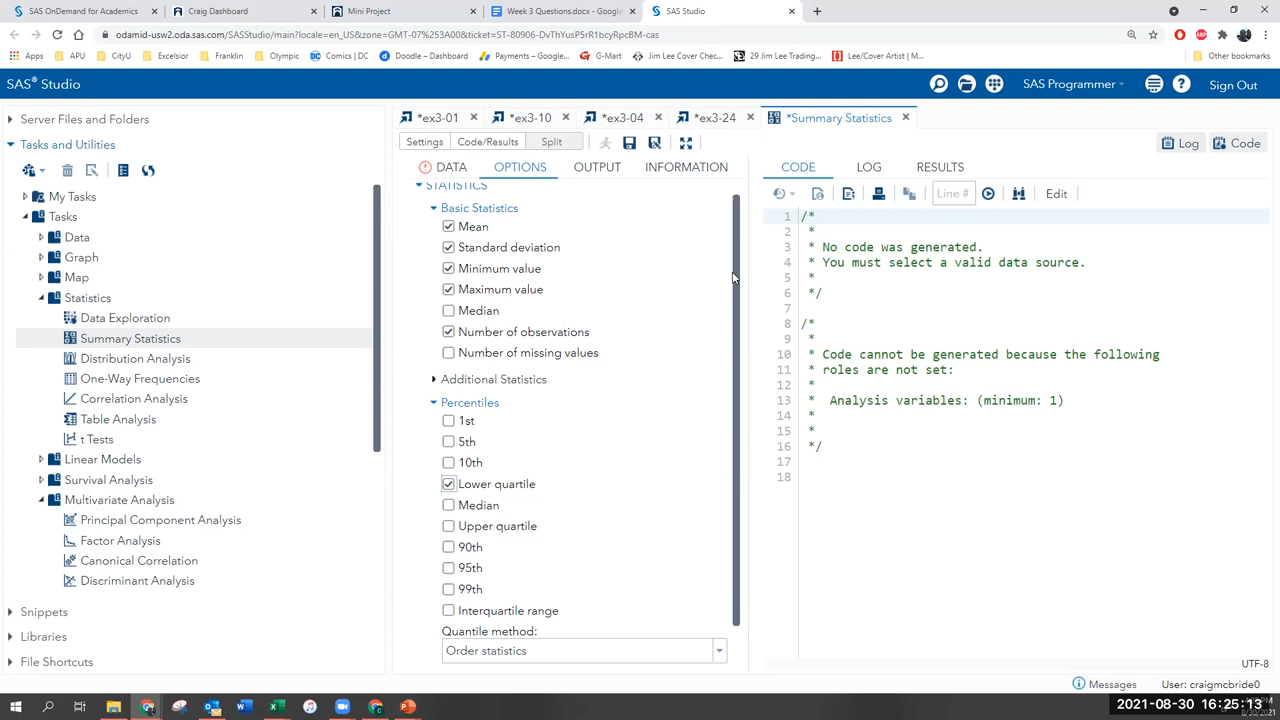 SAS OnDemand for Academics
Craig Dashboard
Mini Project
Week 3 Questions.docx - Google
SAS Studio
odamid-usw2.oda.sas.com/SASStudio/main?locale=en_US&zone=GMT-07%253A00&ticket=ST-80906-DvThYusP5rR1bcyRpcBM-cas
Apps
APU
CityU
Excelsior
Franklin
Olympic
Comics | DC
Doodle – Dashboard
Payments – Google...
G-Mart
Jim Lee Cover Che...
29 Jim Lee Trading...
Lee/Cover Artist | M...
Other bookmarks
SAS® Studio
SAS Programmer
Sign Out
Server Files and Folders
Tasks and Utilities
My Tasks
Tasks
Data
Graph
Map
Statistics
Data Exploration
Summary Statistics
Distribution Analysis
One-Way Frequencies
Correlation Analysis
Table Analysis
t Tests
Linear Models
Survival Analysis
Multivariate Analysis
Principal Component Analysis
Factor Analysis
Canonical Correlation
Discriminant Analysis
Snippets
Libraries
File Shortcuts
*ex3-01
*ex3-10
*ex3-04
*ex3-24
*Summary Statistics
Settings
Code/Results
Split
Log
Code
DATA
OPTIONS
OUTPUT
INFORMATION
STATISTICS
Basic Statistics
Mean
Standard deviation
Minimum value
Maximum value
Median
Number of observations
Number of missing values
Additional Statistics
Percentiles
1st
5th
10th
Lower quartile
Median
Upper quartile
90th
95th
99th
Interquartile range
Quantile method:
Order statistics
CODE
LOG
RESULTS
Line #
Edit
1 /*
2 *
3 * No code was generated.
4 * You must select a valid data source.
5 *
6 */
7
8 /*
9 *
10 * Code cannot be generated because the following
11 * roles are not set:
12 *
13 * Analysis variables: (minimum: 1)
14 *
15 *
16 */
17
18
UTF-8
Messages
User: craigmcbride0
2021-08-30 16:25:13